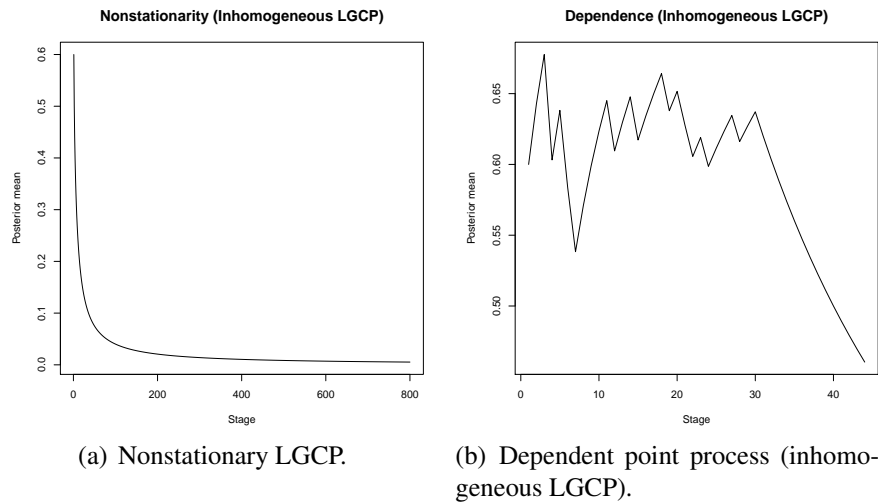 Nonstationarity (Inhomogeneous LGCP)
Posterior mean
0.6
0.5
0.4
0.3
0.2
0.1
0.0
0 200 400 600 800
Stage
(a) Nonstationary LGCP.
Dependence (Inhomogeneous LGCP)
Posterior mean
0.65
0.60
0.55
0.50
0 10 20 30 40
Stage
(b) Dependent point process (inhomo-
geneous LGCP).